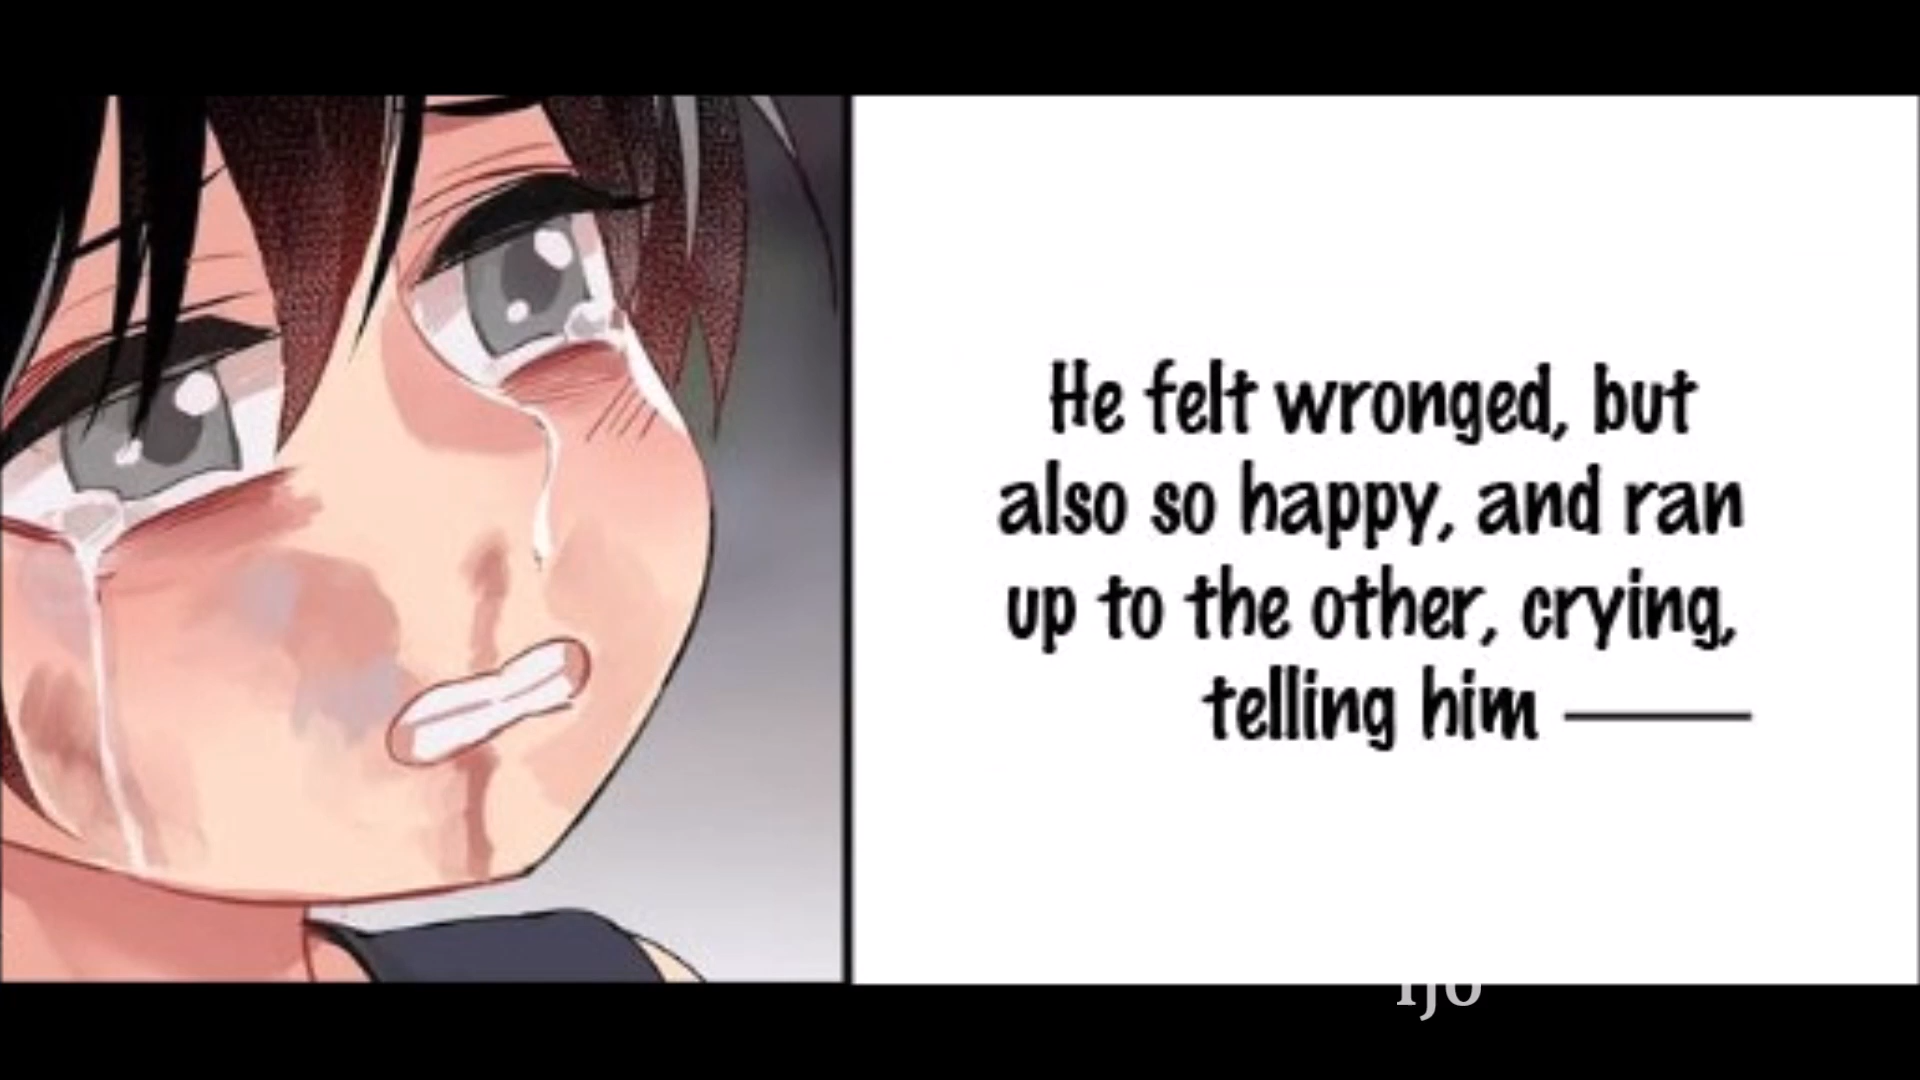 He felt wronged, but
also so happy, and ran
up to the other, crying,
telling him ——